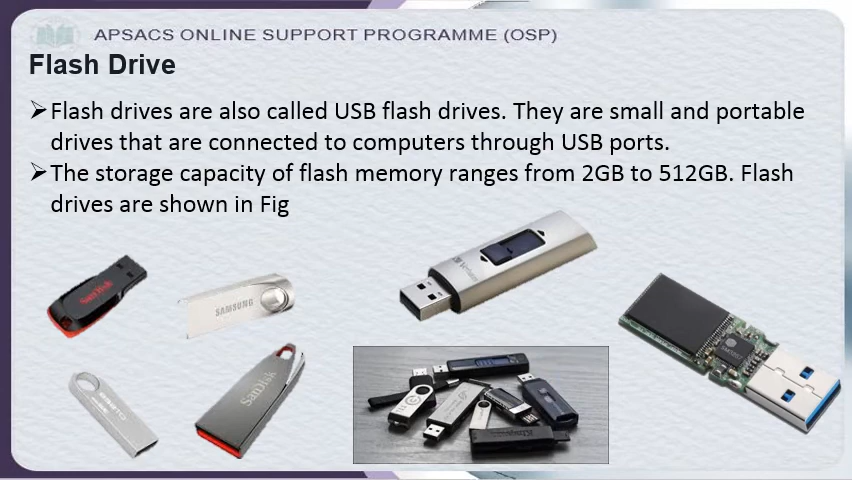 APSACS ONLINE SUPPORT PROGRAMME (OSP)
Flash Drive
➢Flash drives are also called USB flash drives. They are small and portable
drives that are connected to computers through USB ports.
➢The storage capacity of flash memory ranges from 2GB to 512GB. Flash
drives are shown in Fig
SanDisk
SAMSUNG
SanDisk